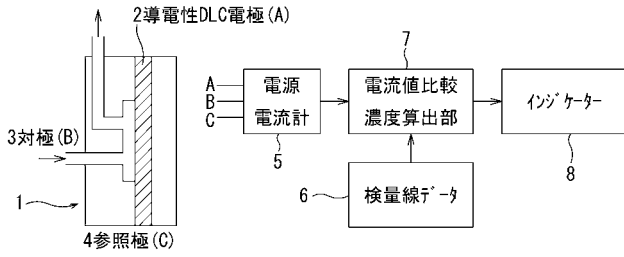 2導電性DLC電極(A)
3対極(B)
1
4参照極(C)
A
B
C
電源
電流計
5
7
電流値比較
濃度算出部
6
検量線ﾃﾞｰﾀ
ｲﾝｼﾞｹｰﾀｰ
8